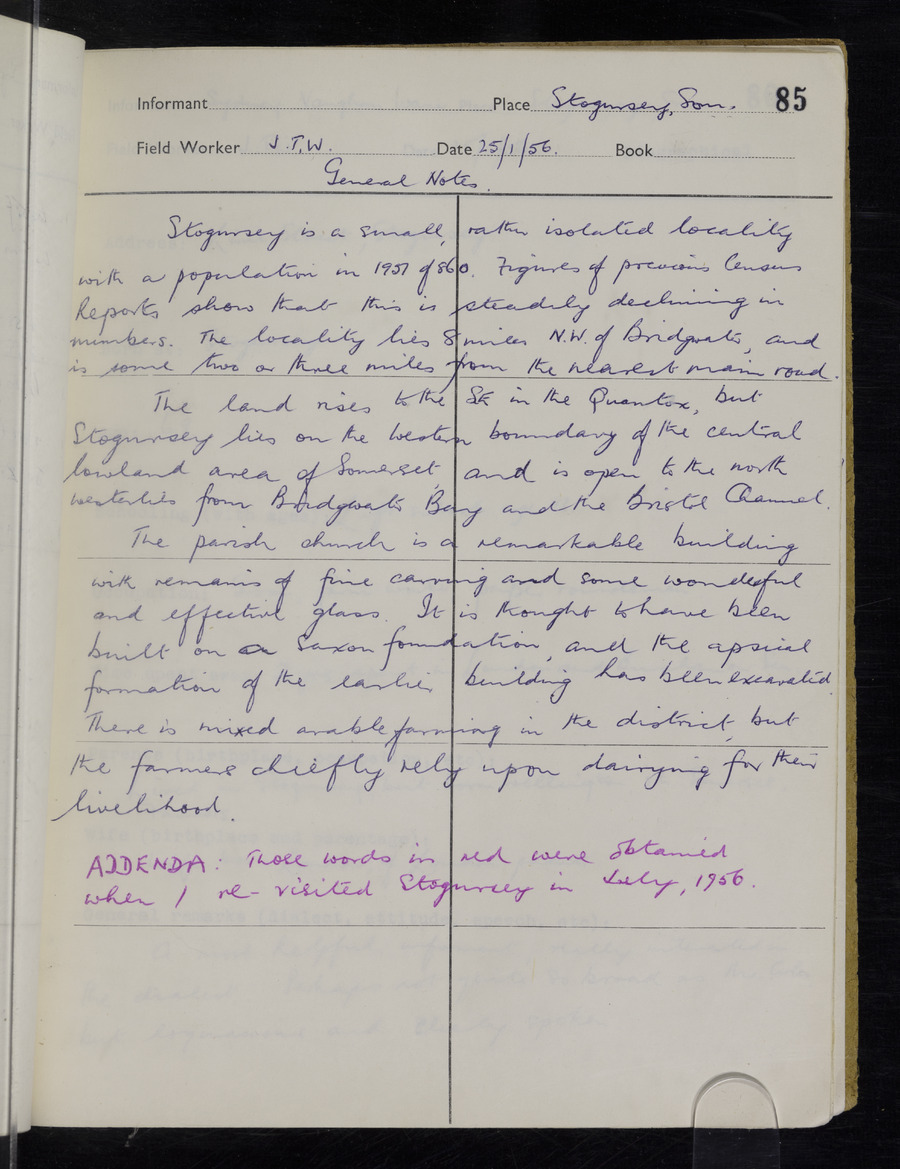 Informant Place Stogursey, Som. 85
Field Worker J.T.W. Date 25/1/56. Book
General Notes.
Stogursey is a small, rather isolated locality
with a population in 1951 of 860. Figures of previous Census
Reports show that this is steadily declining in
numbers. The locality lies 8 miles N.W. of Bridgwater, and
is some two or three miles from the nearest main road.
The land rises to the SE in the Quantox, but
Stogursey lies on the western boundary of the central
lowland area of Somerset, and is open to the north
westerlies from Bridgwater Bay and the Bristol Channel.
The parish church is a remarkable building
with remains of fine carving and some wonderful
and effective glass. It is thought to have been
built on a Saxon foundation, and the apsical
formation of the earlier building has been excavated.
There is mixed arable farming in the district, but
the farmers chiefly rely upon dairying for their
livelihood.
ADDENDA: Those words in red were obtained
when I re-visited Stogursey in July, 1956.